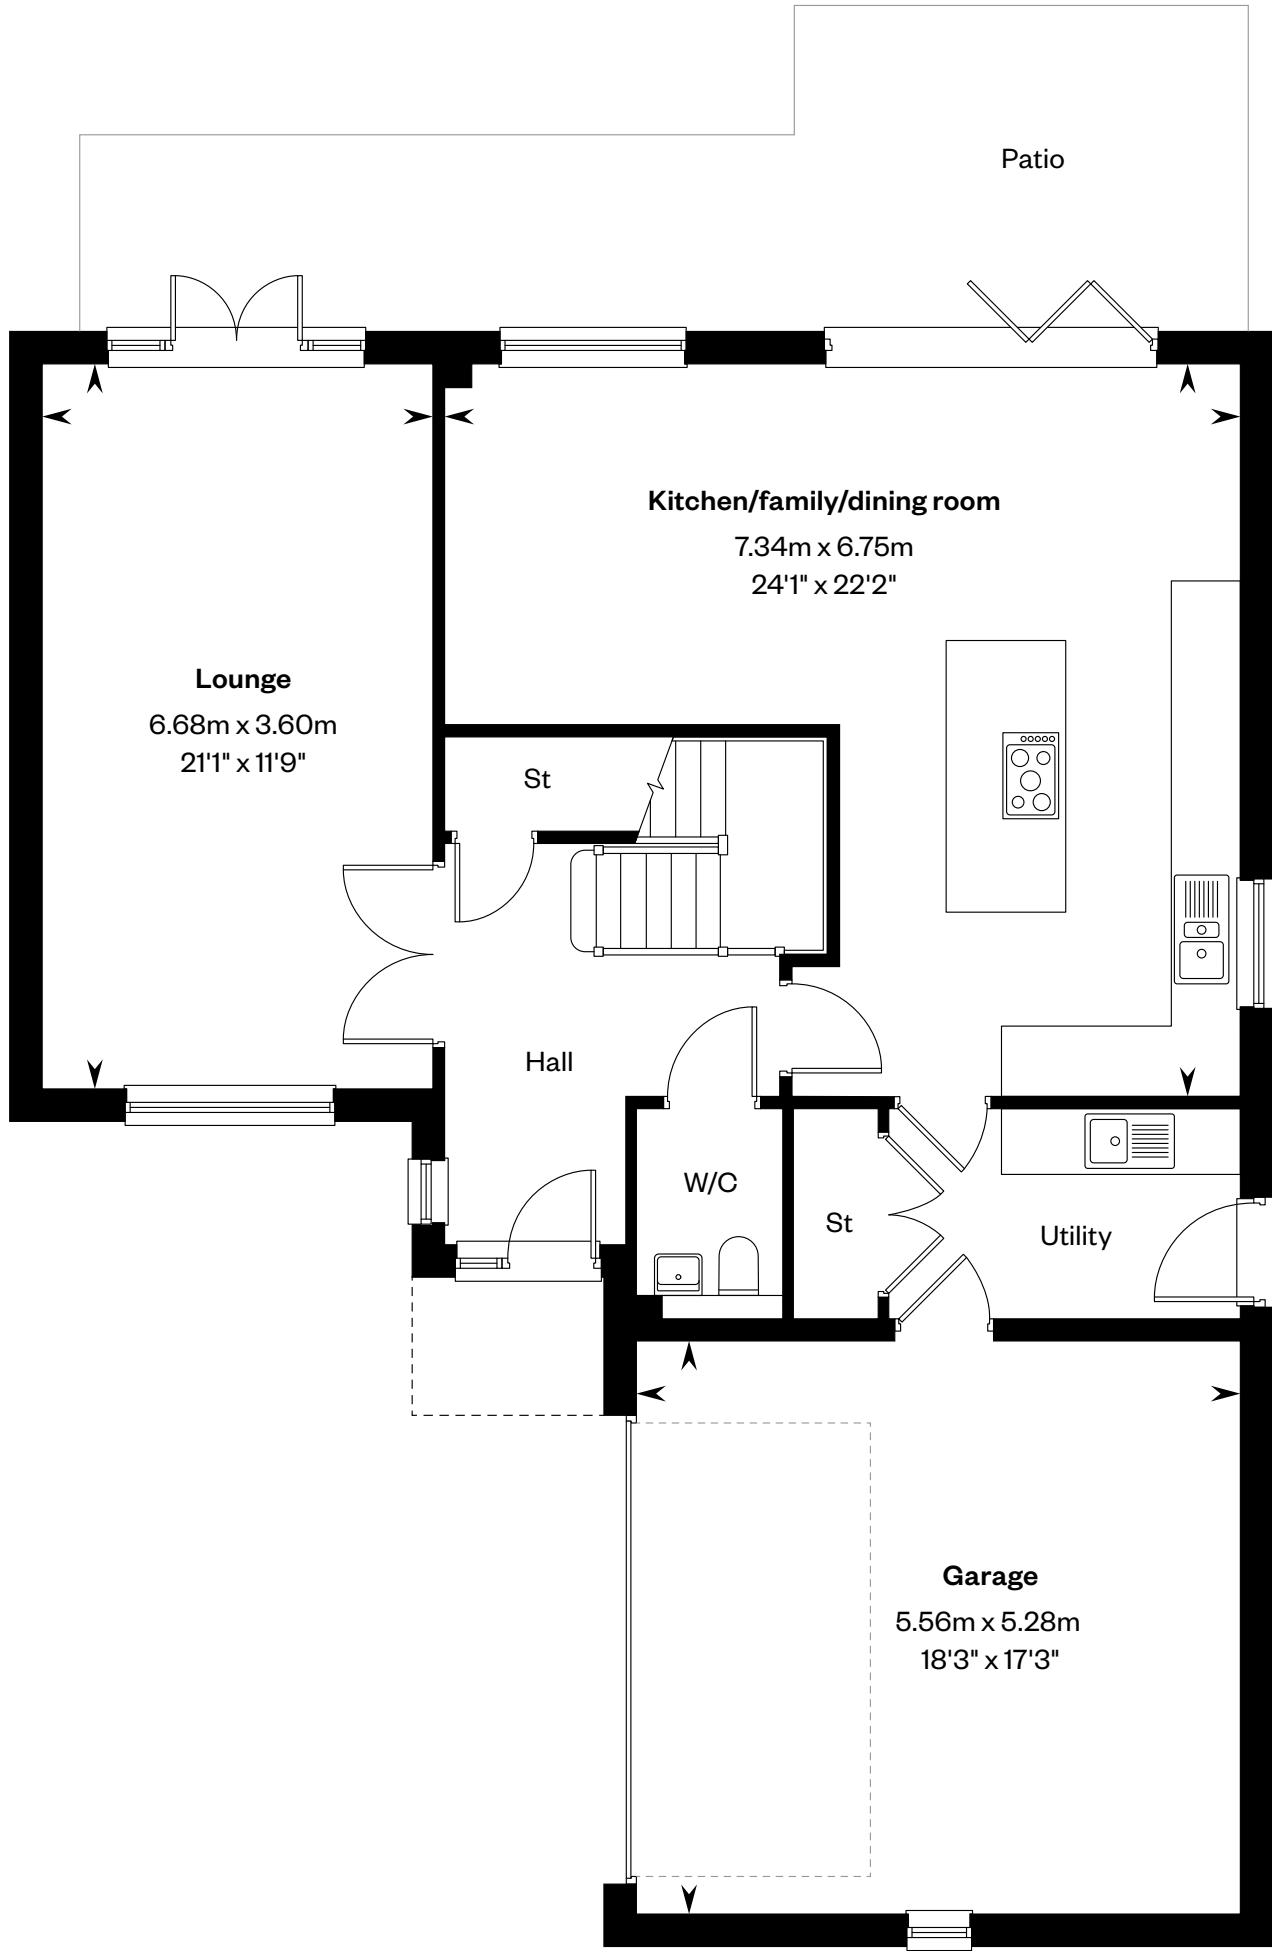 Patio
Kitchen/family/dining room
7.34m x 6.75m
24'1" x 22'2"
Lounge
6.68m x 3.60m
21'1" x 11'9"
St
Hall
W/C
St
Utility
Garage
5.56m x 5.28m
18'3" x 17'3"